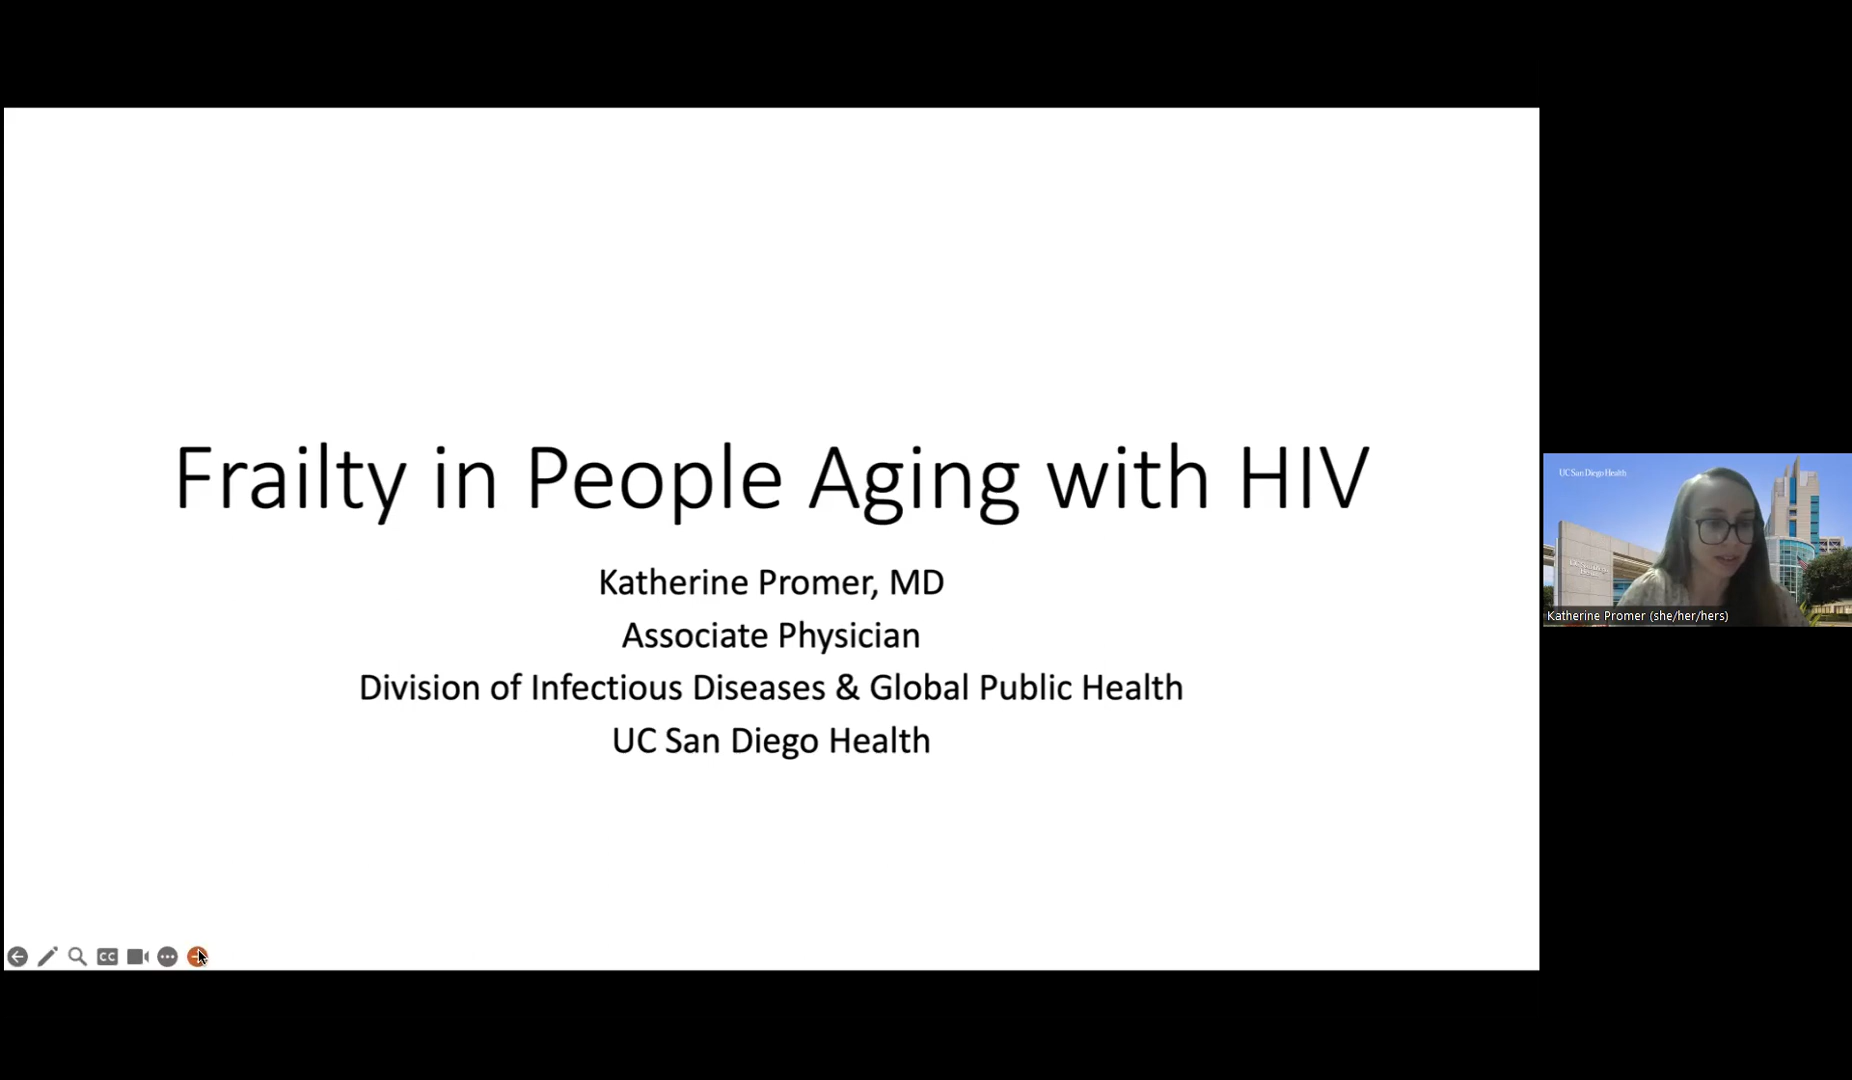 Frailty in People Aging with HIV
Katherine Promer, MD
Associate Physician
Division of Infectious Diseases & Global Public Health
UC San Diego Health
UC San Diego Health
Katherine Promer (she/her/hers)
CC